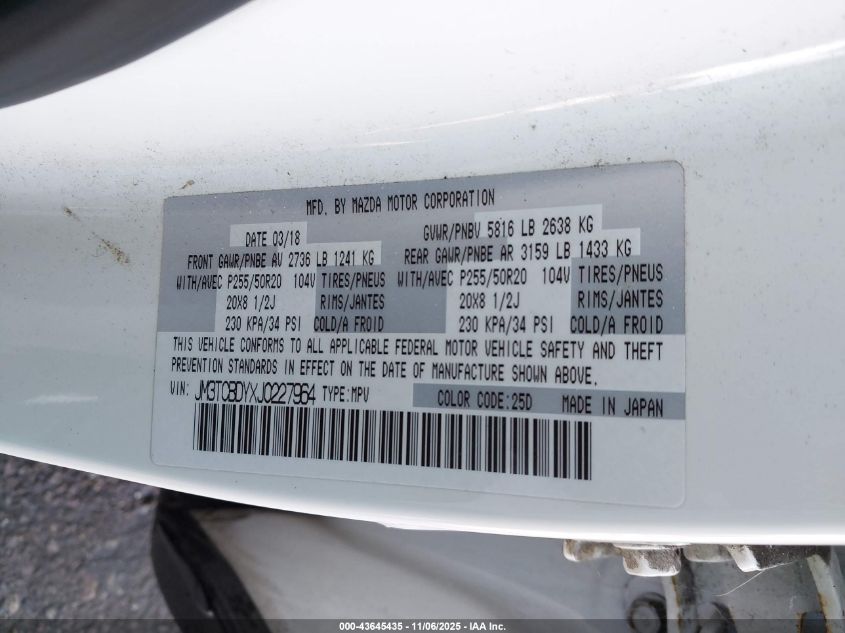 MFD. BY MAZDA MOTOR CORPORATION
DATE 03/18 GVWR/PNBV 5816 LB 2638 KG
FRONT GAWR/PNBE AV 2736 LB 1241 KG REAR GAWR/PNBE AR 3159 LB 1433 KG
WITH/AVEC P255/50R20 104V TIRES/PNEUS WITH/AVEC P255/50R20 104V TIRES/PNEUS
20X8 1/2J RIMS/JANTES 20X8 1/2J RIMS/JANTES
230 KPA/34 PSI COLD/A FROID 230 KPA/34 PSI COLD/A FROID
THIS VEHICLE CONFORMS TO ALL APPLICABLE FEDERAL MOTOR VEHICLE SAFETY AND THEFT
PREVENTION STANDARDS IN EFFECT ON THE DATE OF MANUFACTURE SHOWN ABOVE.
VIN: JM3TCBDYXJ0227964 TYPE:MPV COLOR CODE:25D MADE IN JAPAN
000-43645435 - 11/06/2025 - IAA Inc.